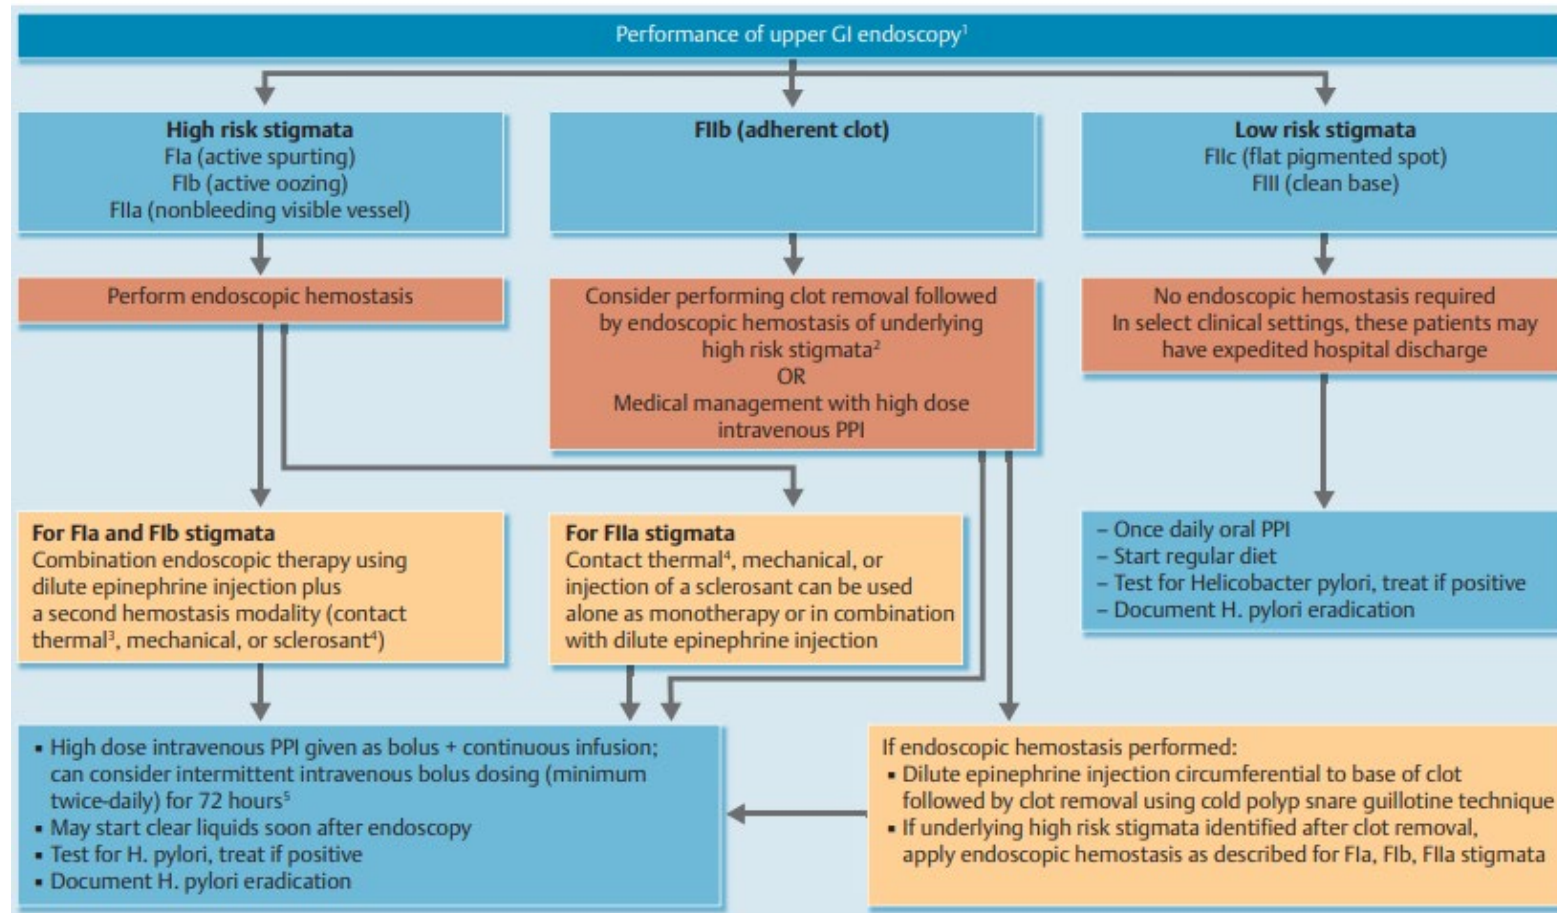 Performance of upper GI endoscopy¹
High risk stigmata
FIa (active spurting)
FIb (active oozing)
FIIa (nonbleeding visible vessel)
FIIb (adherent clot)
Low risk stigmata
FIIc (flat pigmented spot)
FIII (clean base)
Perform endoscopic hemostasis
Consider performing clot removal followed
by endoscopic hemostasis of underlying
high risk stigmata²
OR
Medical management with high dose
intravenous PPI
No endoscopic hemostasis required
In select clinical settings, these patients may
have expedited hospital discharge
For FIa and FIb stigmata
Combination endoscopic therapy using
dilute epinephrine injection plus
a second hemostasis modality (contact
thermal³, mechanical, or sclerosant⁴)
For FIIa stigmata
Contact thermal⁴, mechanical, or
injection of a sclerosant can be used
alone as monotherapy or in combination
with dilute epinephrine injection
– Once daily oral PPI
– Start regular diet
– Test for Helicobacter pylori, treat if positive
– Document H. pylori eradication
▪ High dose intravenous PPI given as bolus + continuous infusion;
can consider intermittent intravenous bolus dosing (minimum
twice-daily) for 72 hours⁵
▪ May start clear liquids soon after endoscopy
▪ Test for H. pylori, treat if positive
▪ Document H. pylori eradication
If endoscopic hemostasis performed:
▪ Dilute epinephrine injection circumferential to base of clot
followed by clot removal using cold polyp snare guillotine technique
▪ If underlying high risk stigmata identified after clot removal,
apply endoscopic hemostasis as described for FIa, FIb, FIIa stigmata